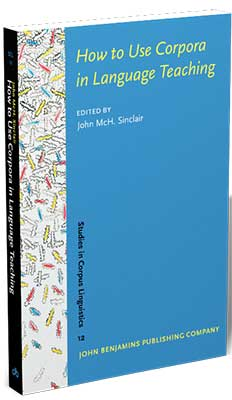 How to Use Corpora
in Language Teaching
EDITED BY
John McH. Sinclair
Studies in Corpus Linguistics
12
JOHN BENJAMINS PUBLISHING COMPANY
How to Use Corpora in Language Teaching